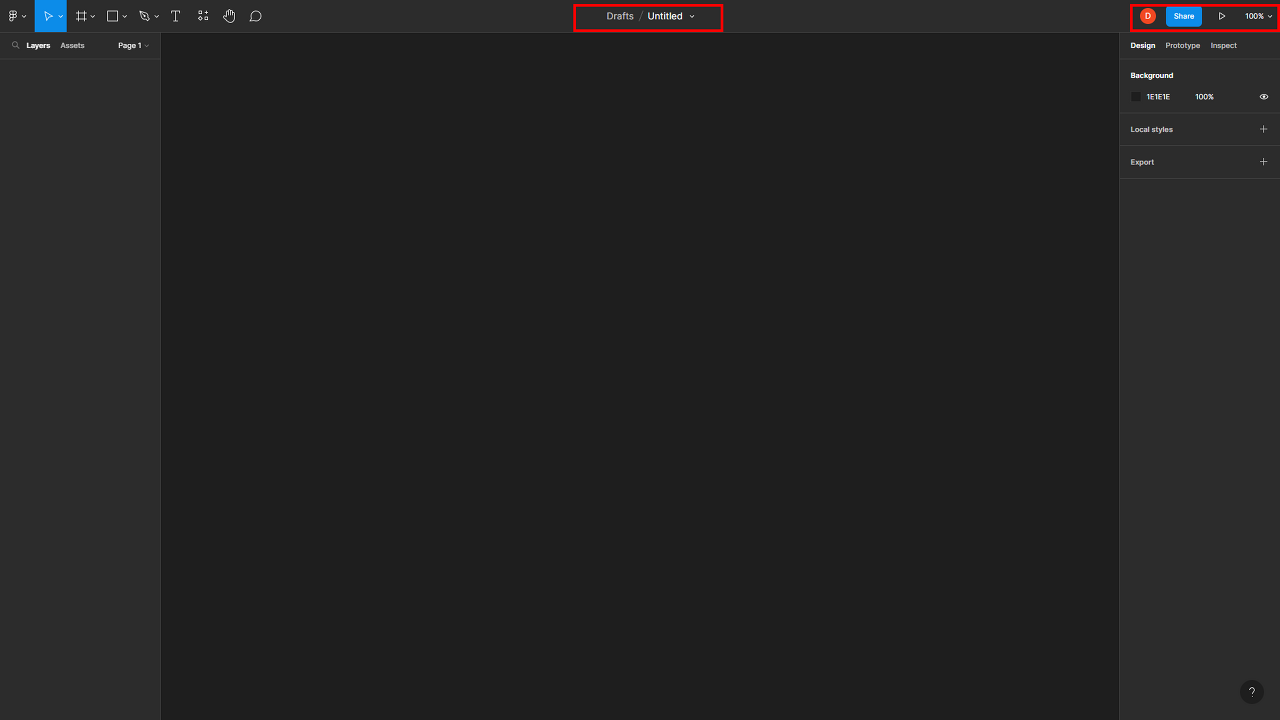 Drafts / Untitled
D Share 100%
Layers Assets Page 1
Design Prototype Inspect
Background
1E1E1E 100%
Local styles
Export
?